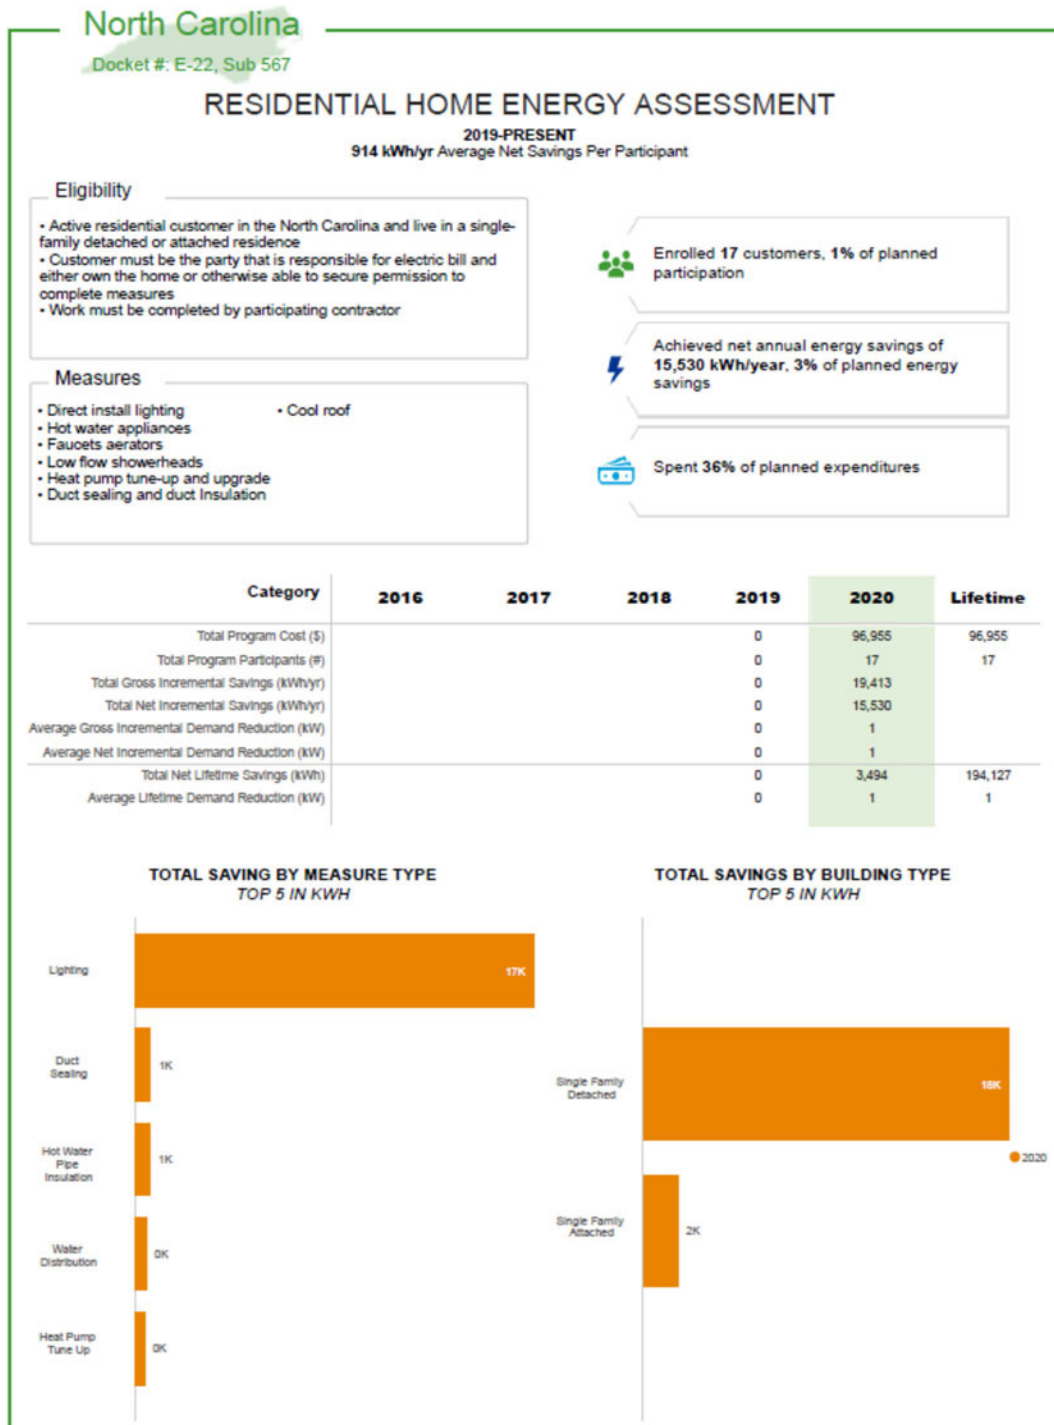 North Carolina
Docket #: E-22, Sub 567
RESIDENTIAL HOME ENERGY ASSESSMENT
2019-PRESENT
914 kWh/yr Average Net Savings Per Participant
Eligibility
• Active residential customer in the North Carolina and live in a single-
family detached or attached residence
• Customer must be the party that is responsible for electric bill and
either own the home or otherwise able to secure permission to
complete measures
• Work must be completed by participating contractor
Measures
• Direct install lighting
• Hot water appliances
• Faucets aerators
• Low flow showerheads
• Heat pump tune-up and upgrade
• Duct sealing and duct Insulation
• Cool roof
Enrolled 17 customers, 1% of planned
participation
Achieved net annual energy savings of
15,530 kWh/year, 3% of planned energy
savings
Spent 36% of planned expenditures
Category 2016 2017 2018 2019 2020 Lifetime
Total Program Cost ($) 0 96,955 96,955
Total Program Participants (#) 0 17 17
Total Gross Incremental Savings (kWh/yr) 0 19,413
Total Net Incremental Savings (kWh/yr) 0 15,530
Average Gross Incremental Demand Reduction (kW) 0 1
Average Net Incremental Demand Reduction (kW) 0 1
Total Net Lifetime Savings (kWh) 0 3,494 194,127
Average Lifetime Demand Reduction (kW) 0 1 1
TOTAL SAVING BY MEASURE TYPE
TOP 5 IN KWH
Lighting
17K
Duct
Sealing
1K
Hot Water
Pipe
Insulation
1K
Water
Distribution
0K
Heat Pump
Tune Up
0K
TOTAL SAVINGS BY BUILDING TYPE
TOP 5 IN KWH
Single Family
Detached
18K
Single Family
Attached
2K
2020